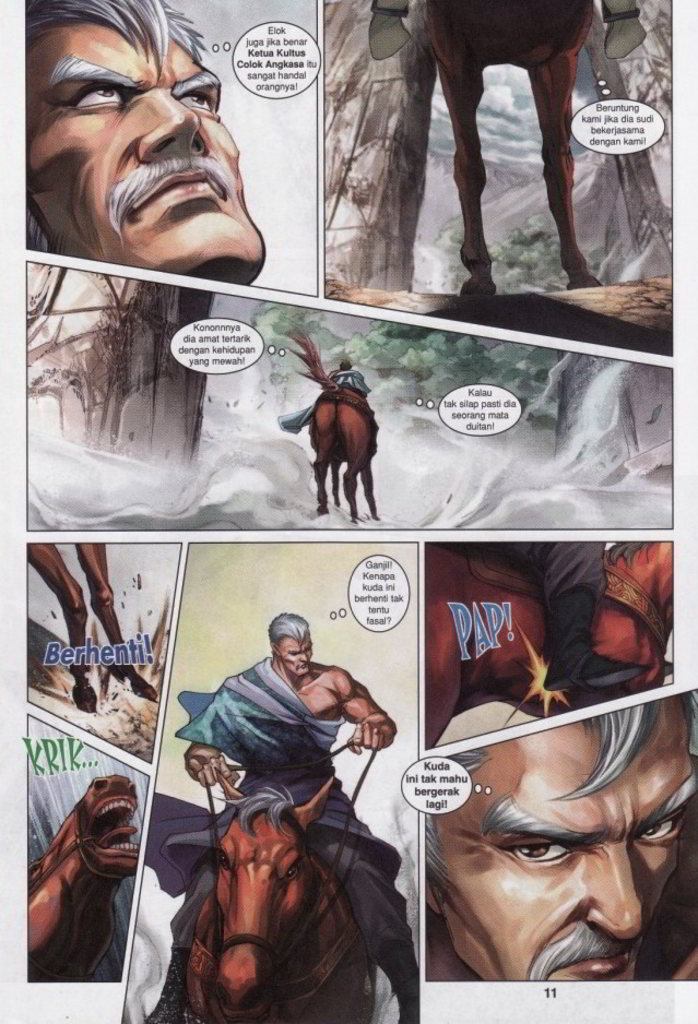 Elok
juga jika benar
Ketua Kultus
Colok Angkasa itu
sangat handal
orangnya!
Beruntung
kami jika dia sudi
bekerjasama
dengan kami!
Kononnnya
dia amat tertarik
dengan kehidupan
yang mewah!
Kalau
tak silap pasti dia
seorang mata
duitan!
Berhenti!
KRIK...
Ganjil!
Kenapa
kuda ini
berhenti tak
tentu
fasal?
PAP!
Kuda
ini tak mahu
bergerak
lagi!
11